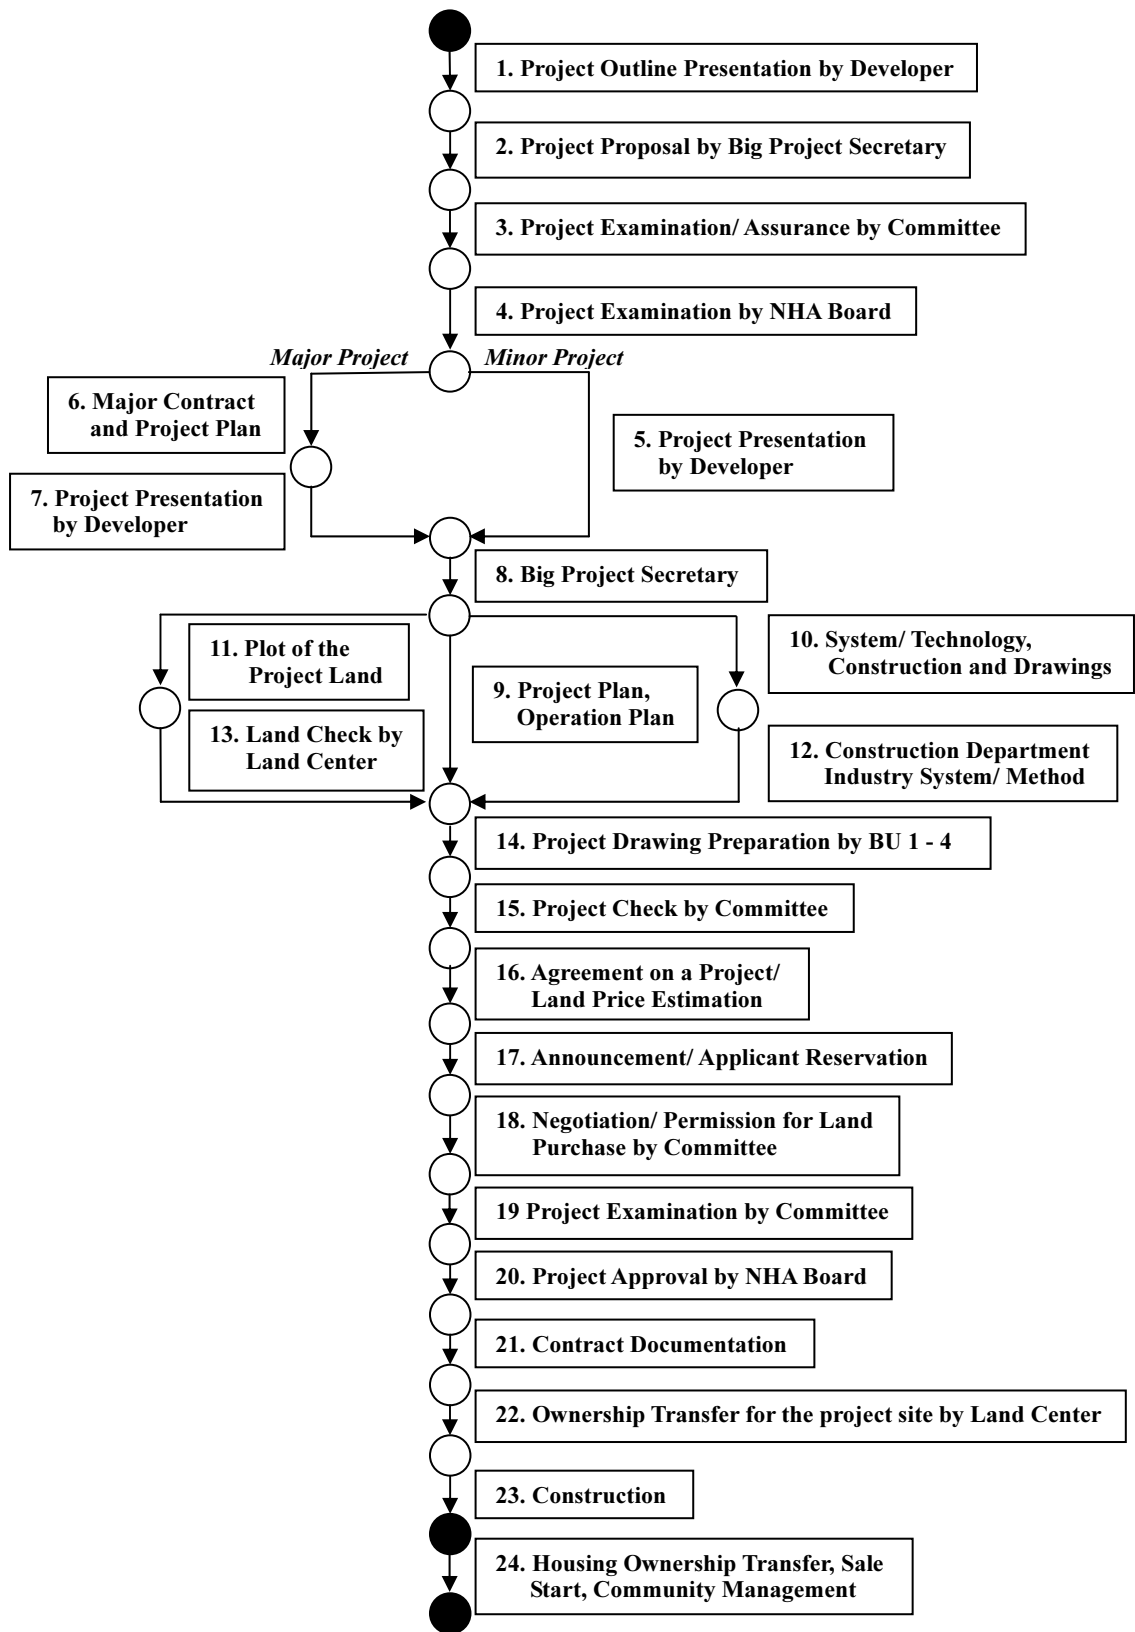 1. Project Outline Presentation by Developer
2. Project Proposal by Big Project Secretary
3. Project Examination/ Assurance by Committee
4. Project Examination by NHA Board
Major Project
Minor Project
6. Major Contract
and Project Plan
5. Project Presentation
by Developer
7. Project Presentation
by Developer
8. Big Project Secretary
11. Plot of the
Project Land
9. Project Plan,
Operation Plan
10. System/ Technology,
Construction and Drawings
13. Land Check by
Land Center
12. Construction Department
Industry System/ Method
14. Project Drawing Preparation by BU 1 - 4
15. Project Check by Committee
16. Agreement on a Project/
Land Price Estimation
17. Announcement/ Applicant Reservation
18. Negotiation/ Permission for Land
Purchase by Committee
19 Project Examination by Committee
20. Project Approval by NHA Board
21. Contract Documentation
22. Ownership Transfer for the project site by Land Center
23. Construction
24. Housing Ownership Transfer, Sale
Start, Community Management